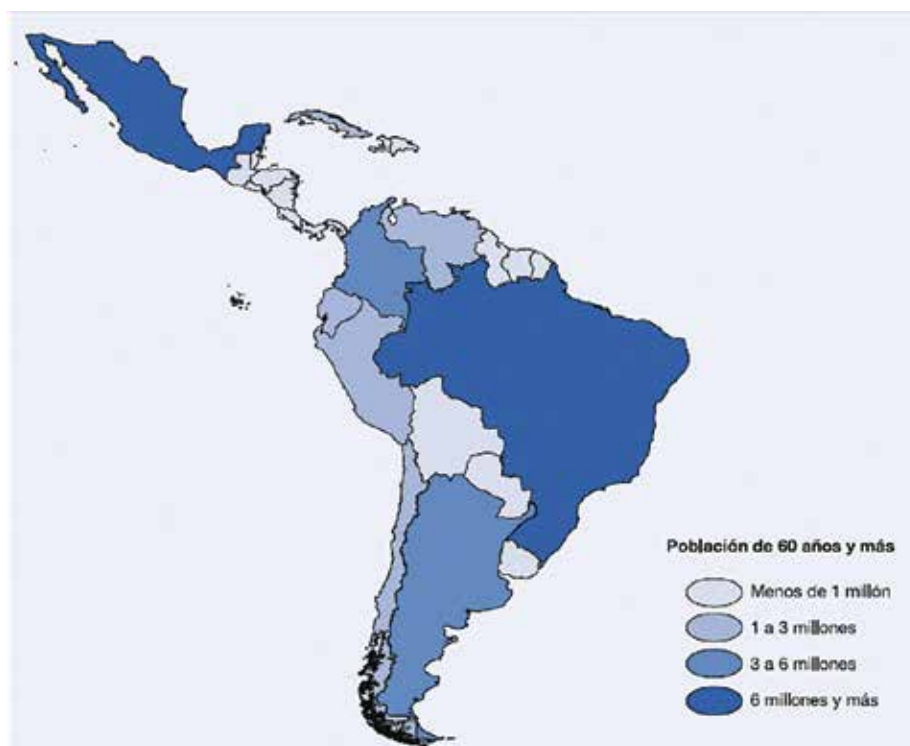 Población de 60 años y más
Menos de 1 millón
1 a 3 millones
3 a 6 millones
6 millones y más